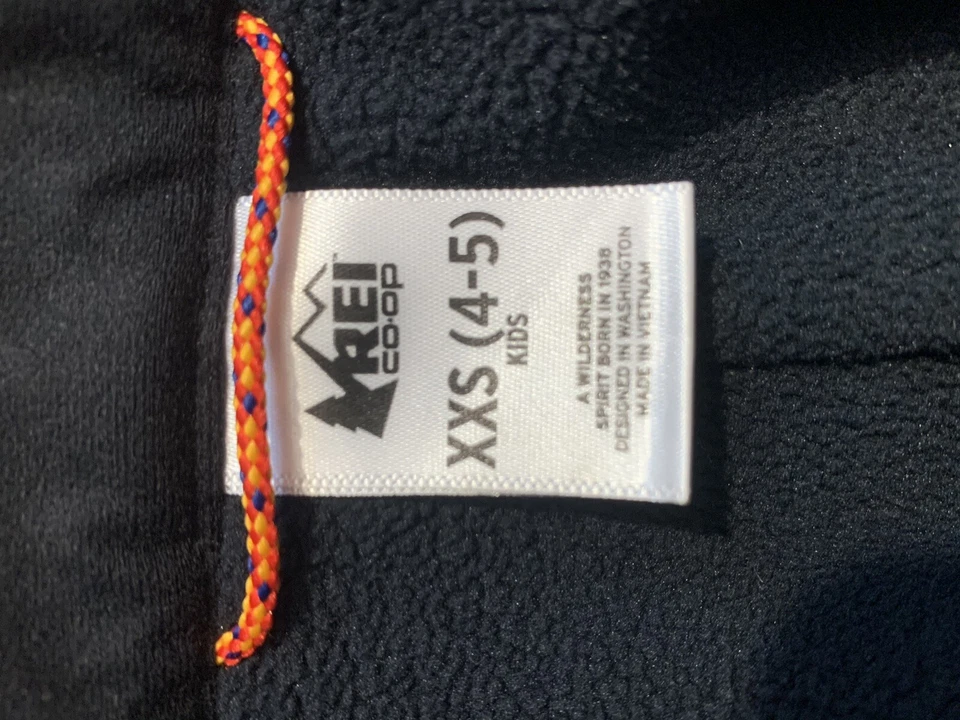 REI
CO·OP
XXS (4-5)
KIDS
A WILDERNESS
SPIRIT BORN IN 1938
DESIGNED IN WASHINGTON
MADE IN VIETNAM